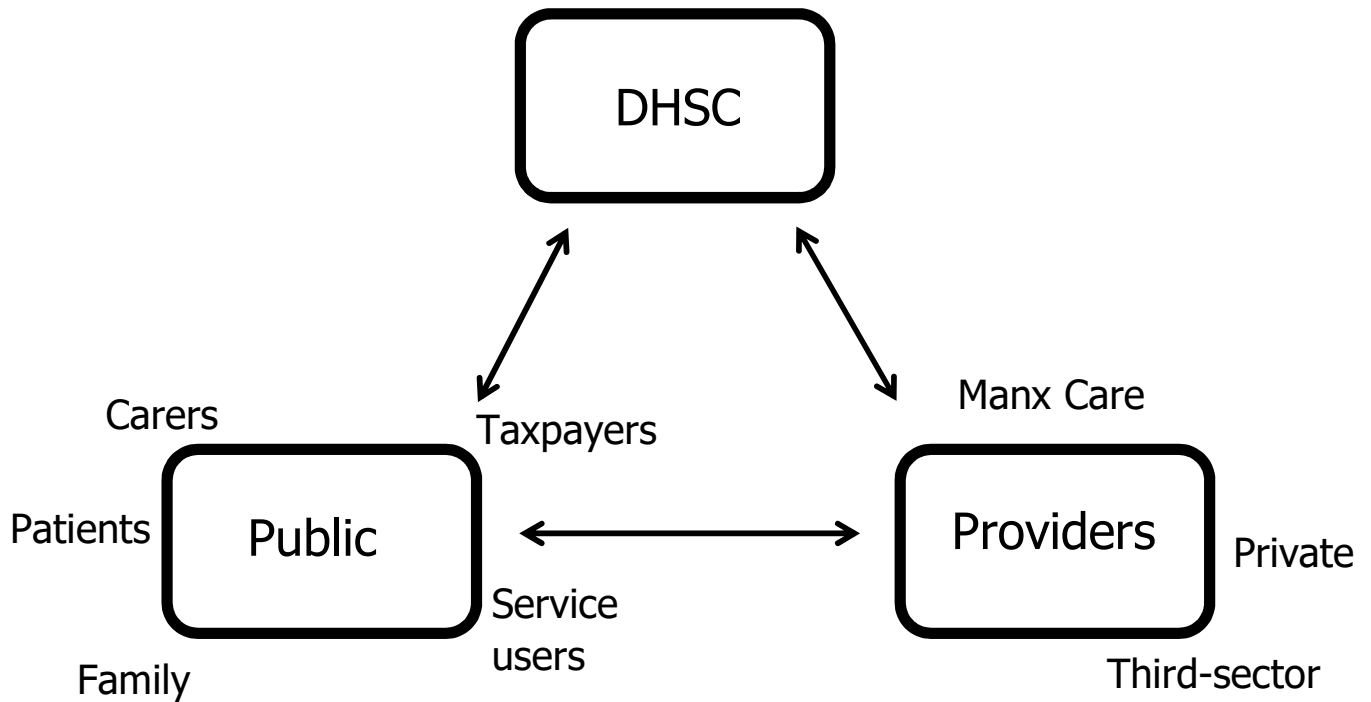 DHSC
Manx Care
Carers
Taxpayers
Patients
Public
Providers
Private
Service
users
Family
Third-sector